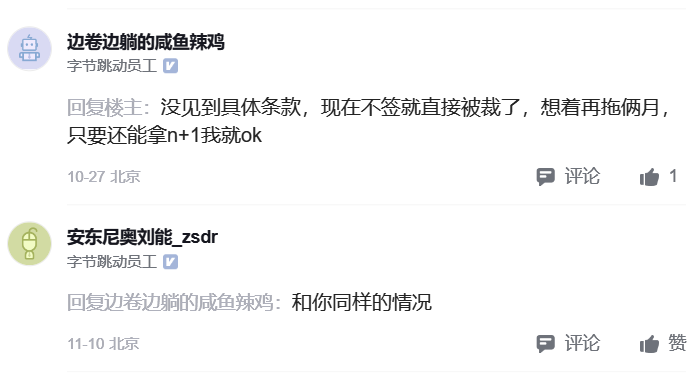 边卷边躺的咸鱼辣鸡
字节跳动员工
回复楼主：没见到具体条款，现在不签就直接被裁了，想着再拖俩月，
只要还能拿n+1我就ok
10-27 北京 评论 1
安东尼奥刘能_zsdr
字节跳动员工
回复边卷边躺的咸鱼辣鸡：和你同样的情况
11-10 北京 评论 赞